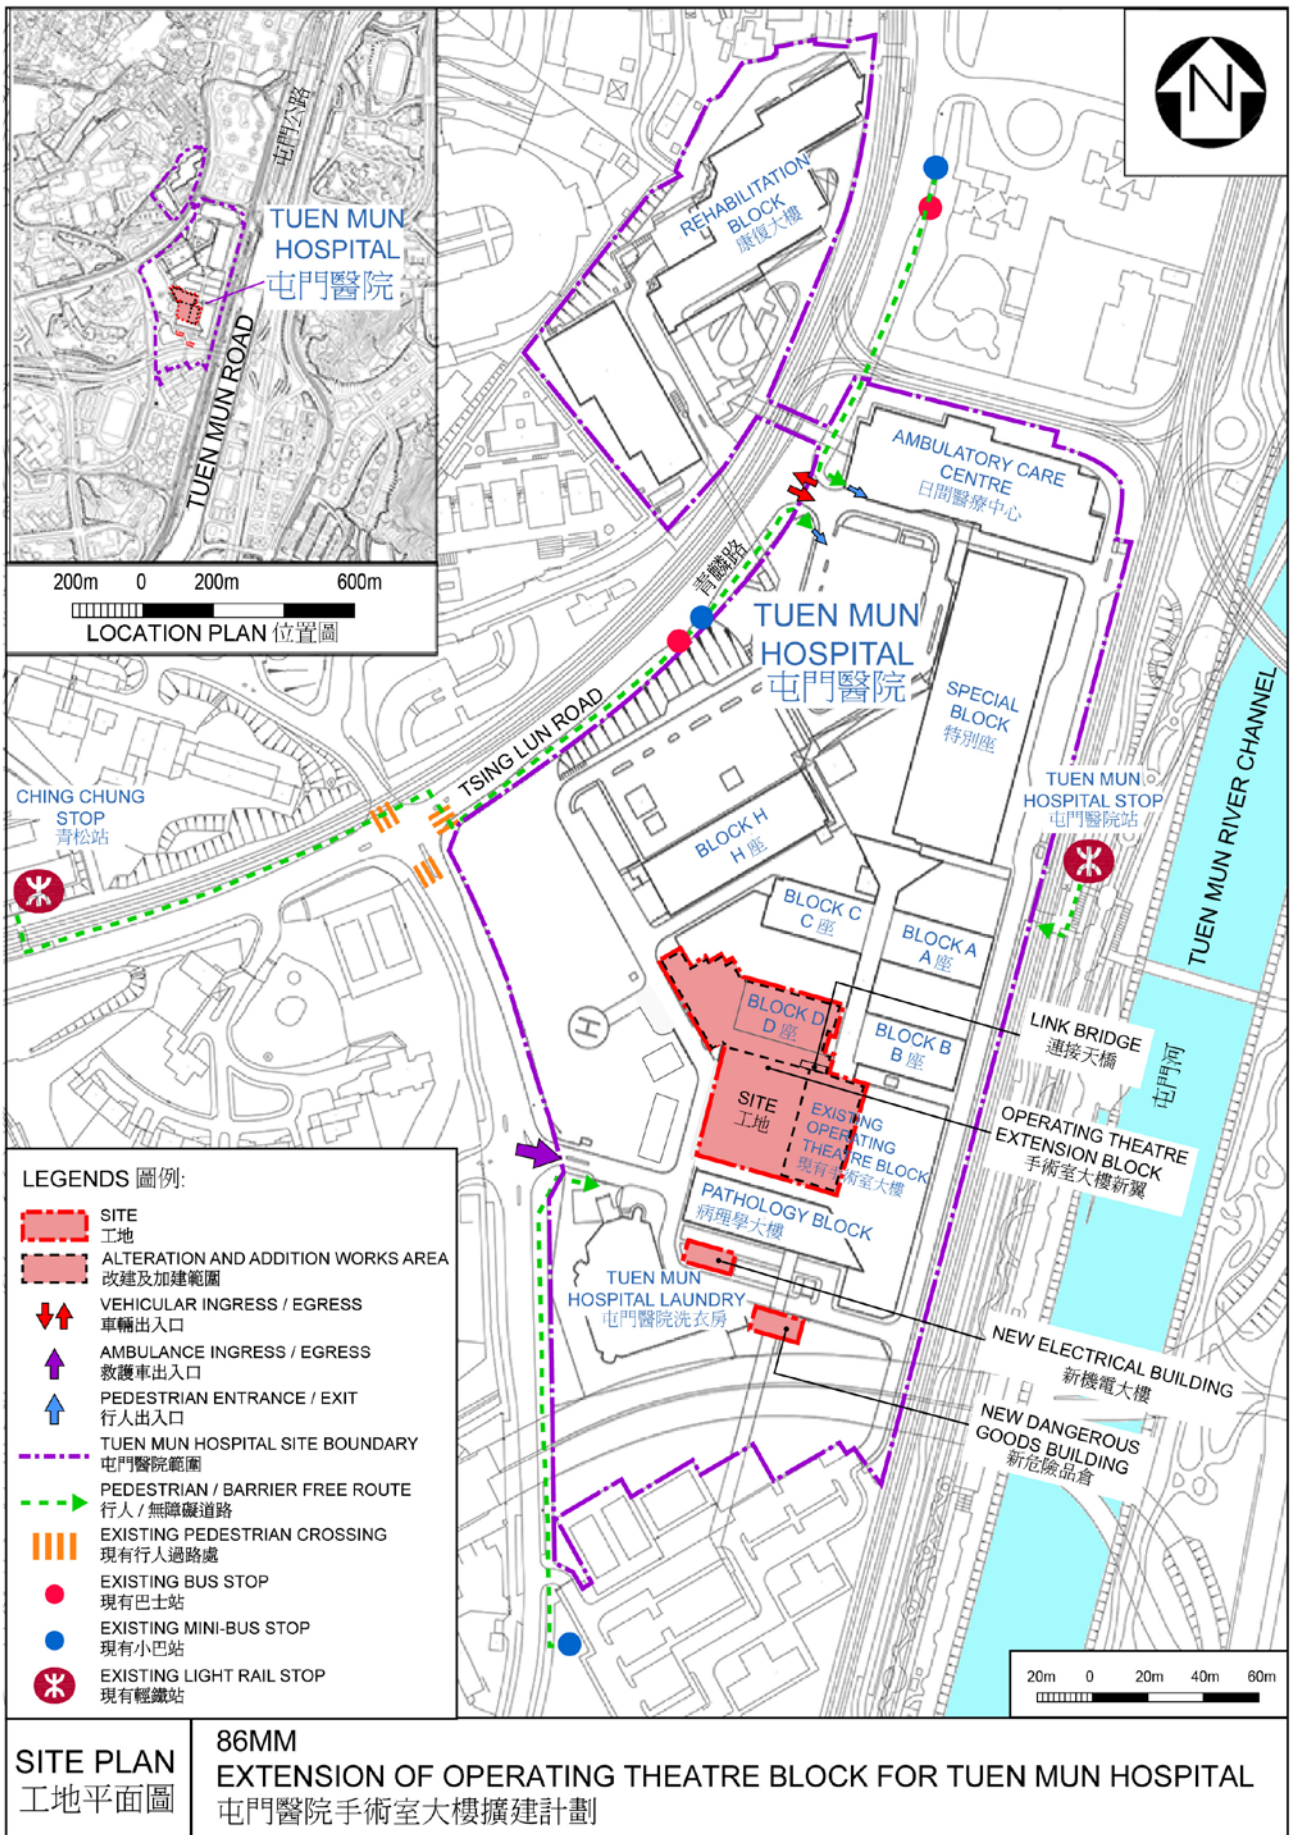 屯門公路
TUEN MUN
HOSPITAL
屯門醫院
TUEN MUN ROAD
200m 0 200m 600m
LOCATION PLAN 位置圖
N
REHABILITATION
BLOCK
康復大樓
AMBULATORY CARE
CENTRE
日間醫療中心
青麟路
TUEN MUN
HOSPITAL
屯門醫院
SPECIAL
BLOCK
特別座
TSING LUN ROAD
TUEN MUN RIVER CHANNEL
CHING CHUNG
STOP
青松站
TUEN MUN
HOSPITAL STOP
屯門醫院站
BLOCK H
H 座
BLOCK C
C 座
BLOCK A
A 座
BLOCK D
D 座
BLOCK B
B 座
H
LINK BRIDGE
連接天橋
屯門河
SITE
工地
EXISTING
OPERATING
THEATRE BLOCK
現有手術室大樓
OPERATING THEATRE
EXTENSION BLOCK
手術室大樓新翼
PATHOLOGY BLOCK
病理學大樓
TUEN MUN
HOSPITAL LAUNDRY
屯門醫院洗衣房
NEW ELECTRICAL BUILDING
新機電大樓
NEW DANGEROUS
GOODS BUILDING
新危險品倉
LEGENDS 圖例:
SITE
工地
ALTERATION AND ADDITION WORKS AREA
改建及加建範圍
VEHICULAR INGRESS / EGRESS
車輛出入口
AMBULANCE INGRESS / EGRESS
救護車出入口
PEDESTRIAN ENTRANCE / EXIT
行人出入口
TUEN MUN HOSPITAL SITE BOUNDARY
屯門醫院範圍
PEDESTRIAN / BARRIER FREE ROUTE
行人 / 無障礙道路
EXISTING PEDESTRIAN CROSSING
現有行人過路處
EXISTING BUS STOP
現有巴士站
EXISTING MINI-BUS STOP
現有小巴站
EXISTING LIGHT RAIL STOP
現有輕鐵站
20m 0 20m 40m 60m
SITE PLAN
工地平面圖
86MM
EXTENSION OF OPERATING THEATRE BLOCK FOR TUEN MUN HOSPITAL
屯門醫院手術室大樓擴建計劃